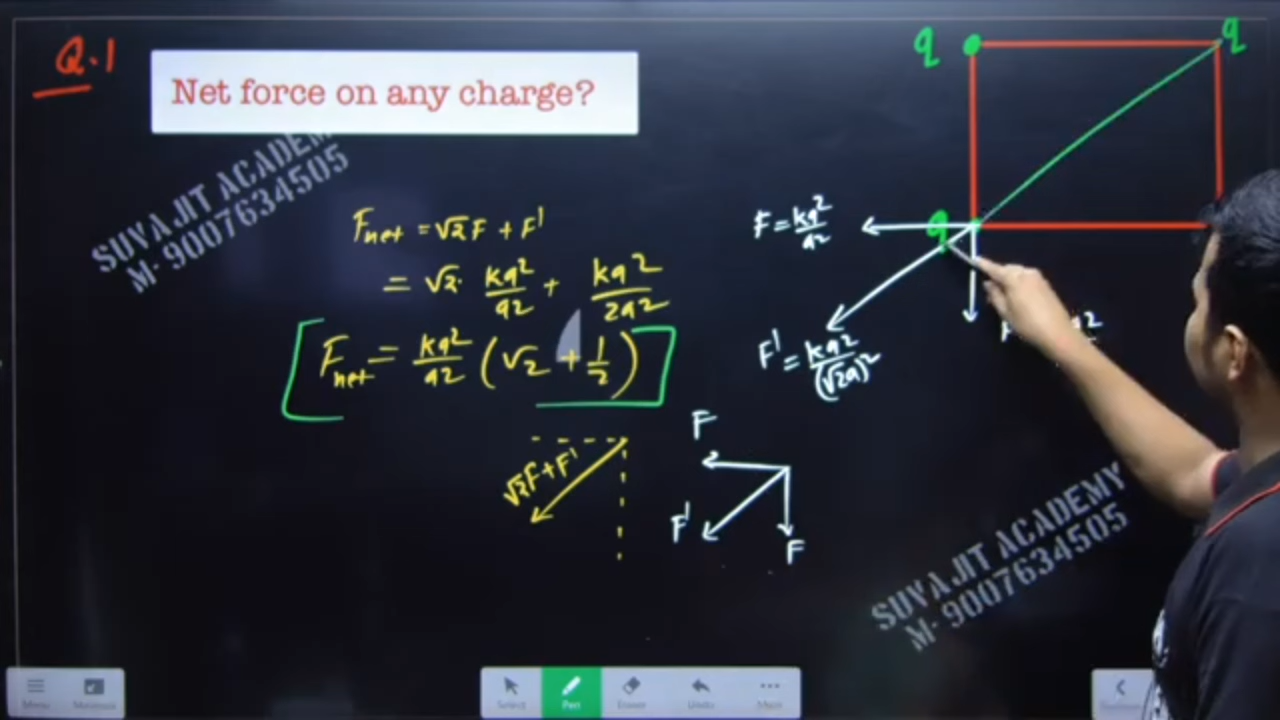 Q.1
Net force on any charge?
q
q
SUVAJIT ACADEMY
M- 9007634505
Fnet = √2F + F'
= √2· kq²/a² + kq²/2a²
Fnet = kq²/a² (√2 + 1/2)
F = kq²/a²
q
F' = kq²/(√2a)²
√2F+F'
F
F'
F
SUVAJIT ACADEMY
M- 9007634505
Menu
Select
Pen
Eraser
Undo
More